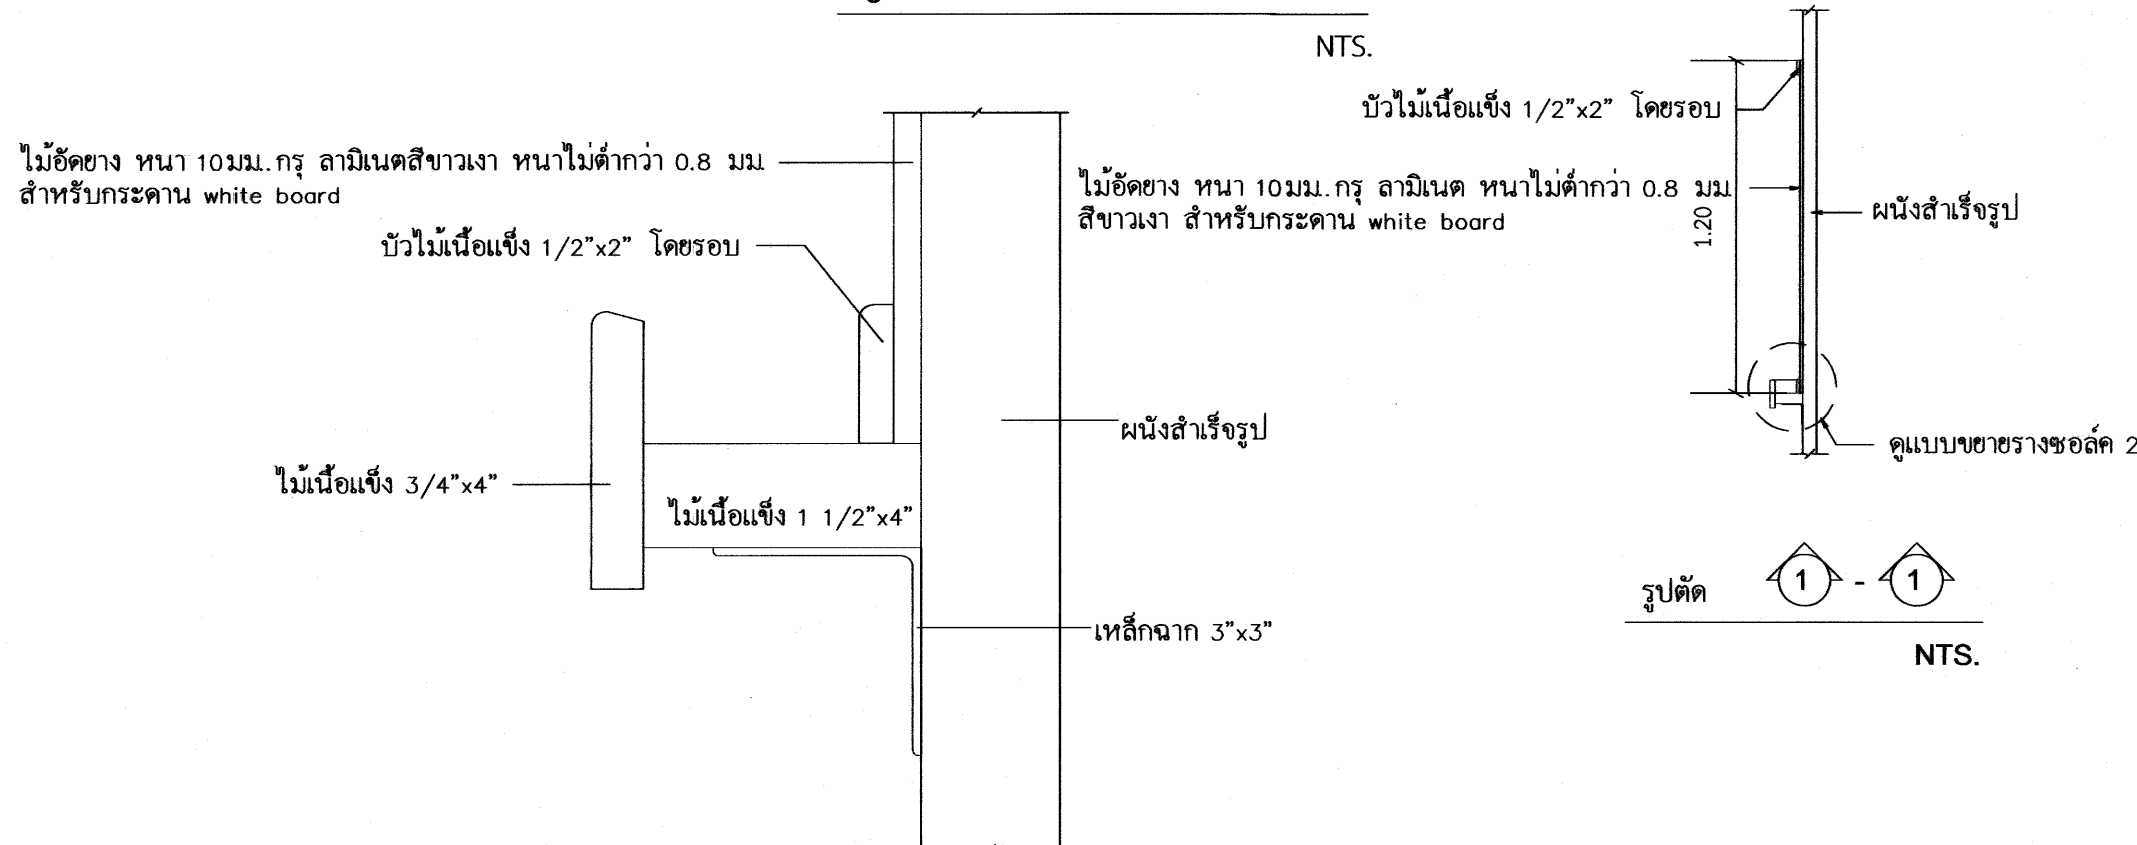 NTS.
ไม้อัดยาง หนา 10มม.กรุ ลามิเนตสีขาวเงา หนาไม่ต่ำกว่า 0.8 มม
สำหรับกระดาน white board
บัวไม้เนื้อแข็ง 1/2"x2" โดยรอบ
ไม้เนื้อแข็ง 3/4"x4"
ไม้เนื้อแข็ง 1 1/2"x4"
ผนังสำเร็จรูป
เหล็กฉาก 3"x3"
บัวไม้เนื้อแข็ง 1/2"x2" โดยรอบ
ไม้อัดยาง หนา 10มม.กรุ ลามิเนต หนาไม่ต่ำกว่า 0.8 มม
สีขาวเงา สำหรับกระดาน white board
1.20
ผนังสำเร็จรูป
ดูแบบขยายรางชอล์ค 2
รูปตัด 1 - 1
NTS.